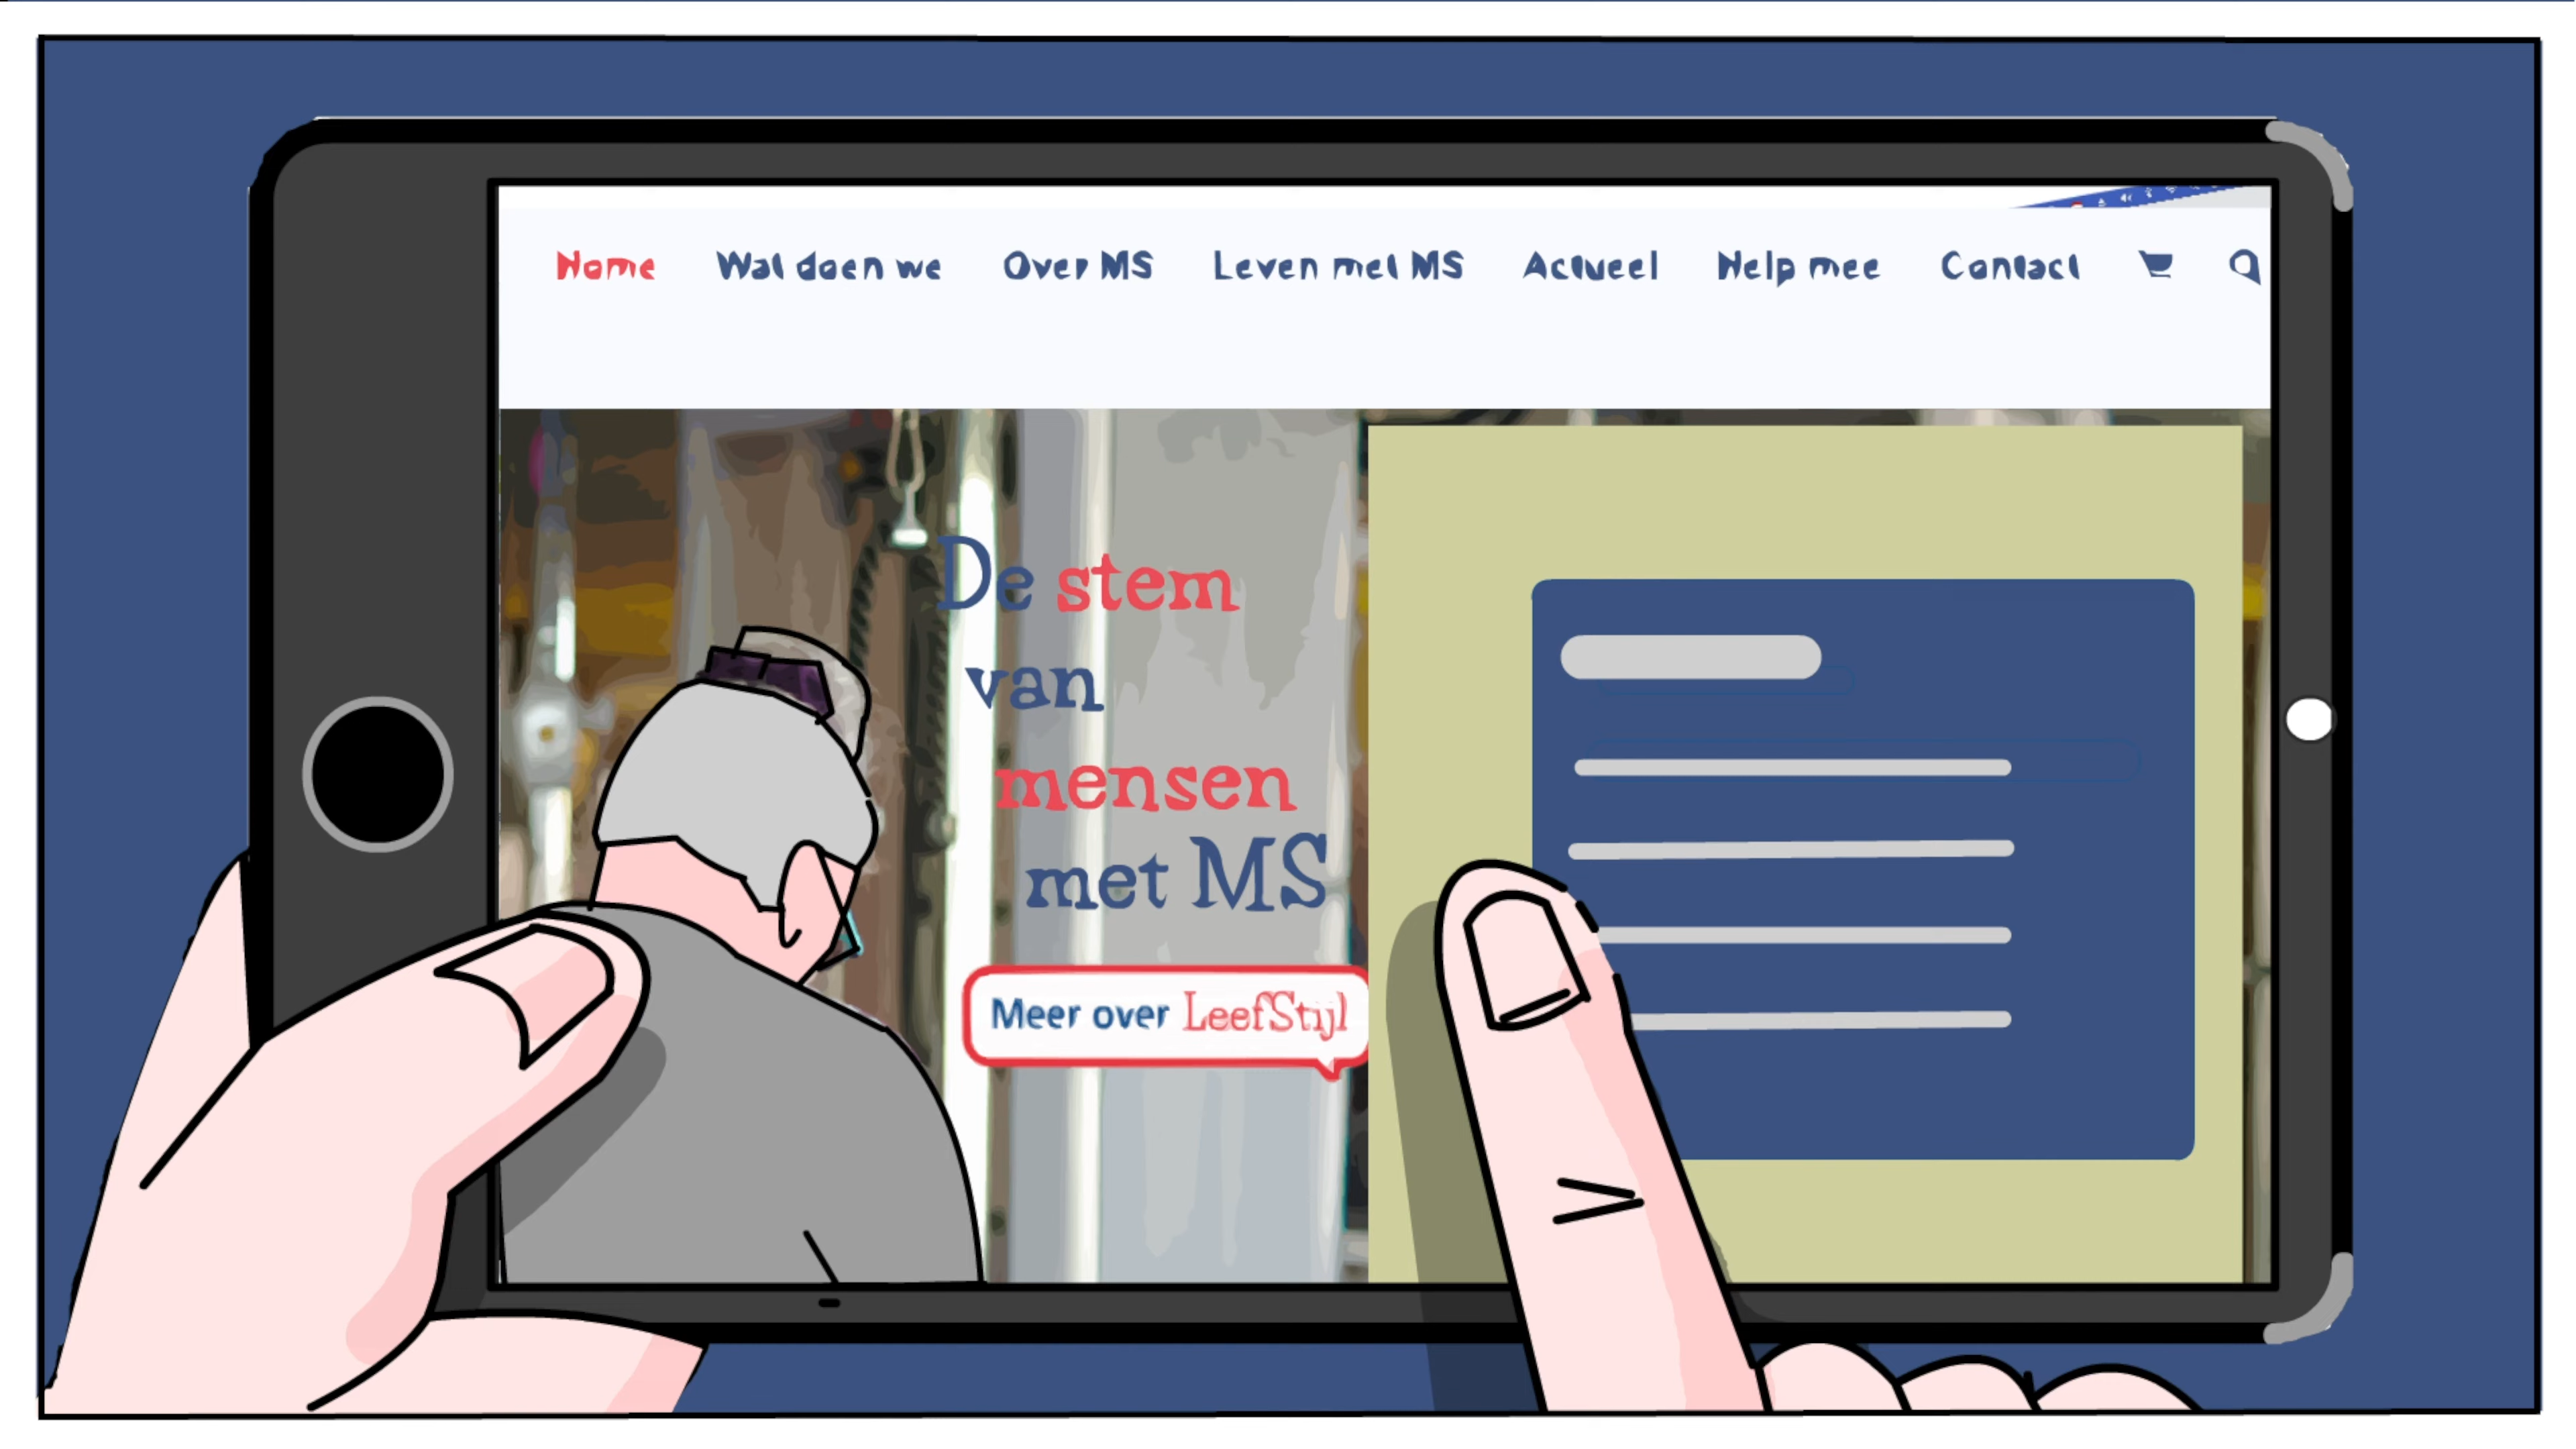 Home Wat doen we Over MS Leven met MS Actueel Help mee Contact
De stem
van
mensen
met MS
Meer over LeefStijl